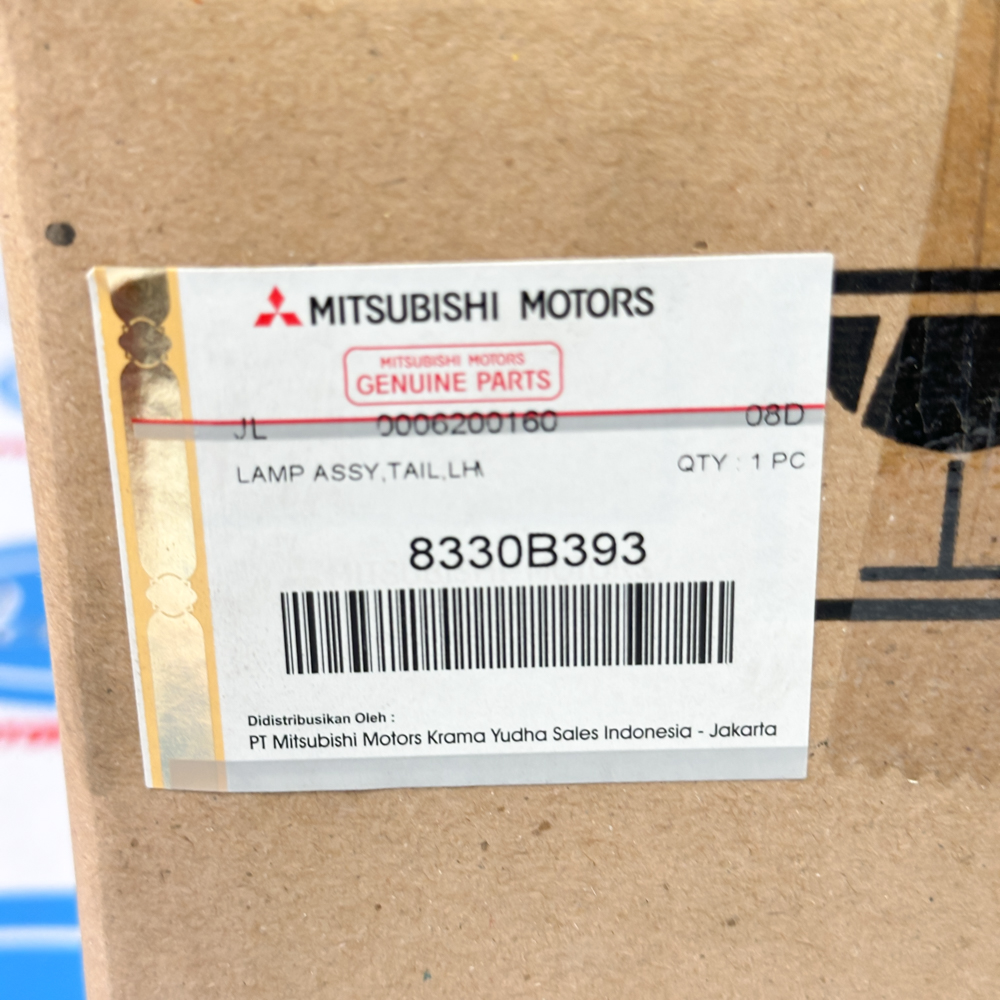 MITSUBISHI MOTORS
MITSUBISHI MOTORS
GENUINE PARTS
JL 0006200160 08D
LAMP ASSY,TAIL,LH QTY : 1 PC
8330B393
Didistribusikan Oleh :
PT Mitsubishi Motors Krama Yudha Sales Indonesia - Jakarta